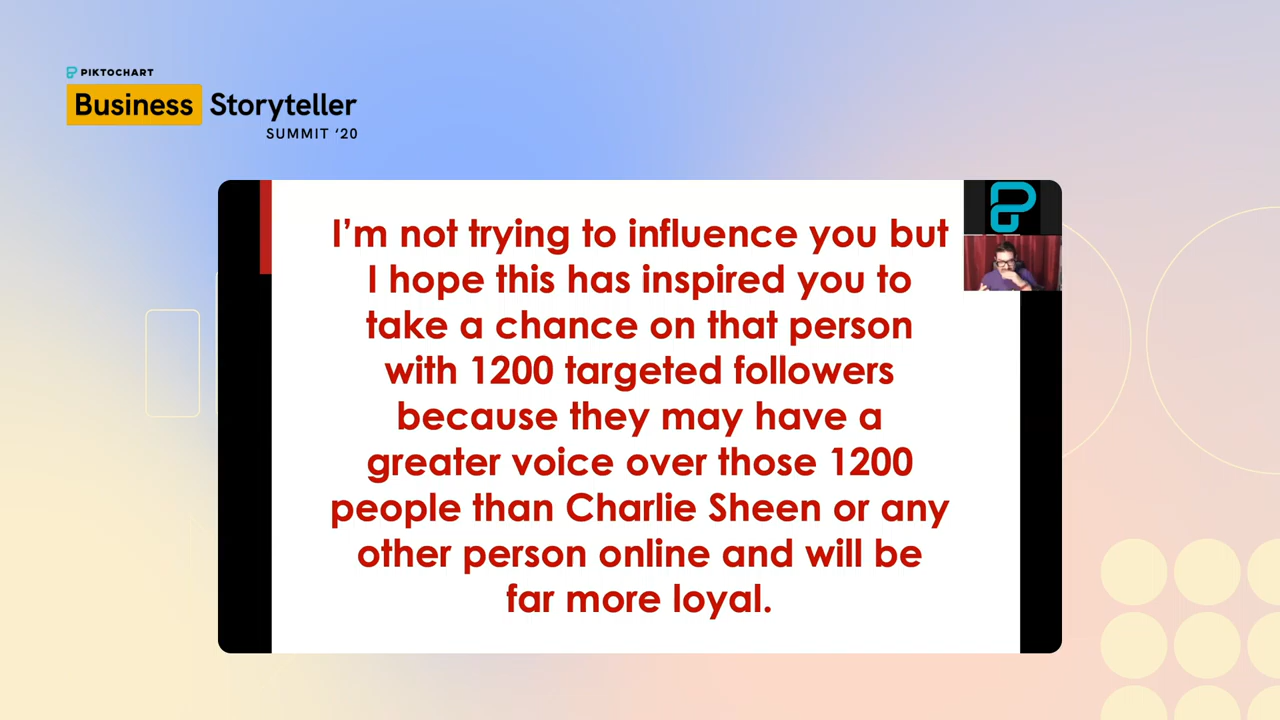 PIKTOCHART
Business Storyteller
SUMMIT ‘20
I’m not trying to influence you but
I hope this has inspired you to
take a chance on that person
with 1200 targeted followers
because they may have a
greater voice over those 1200
people than Charlie Sheen or any
other person online and will be
far more loyal.